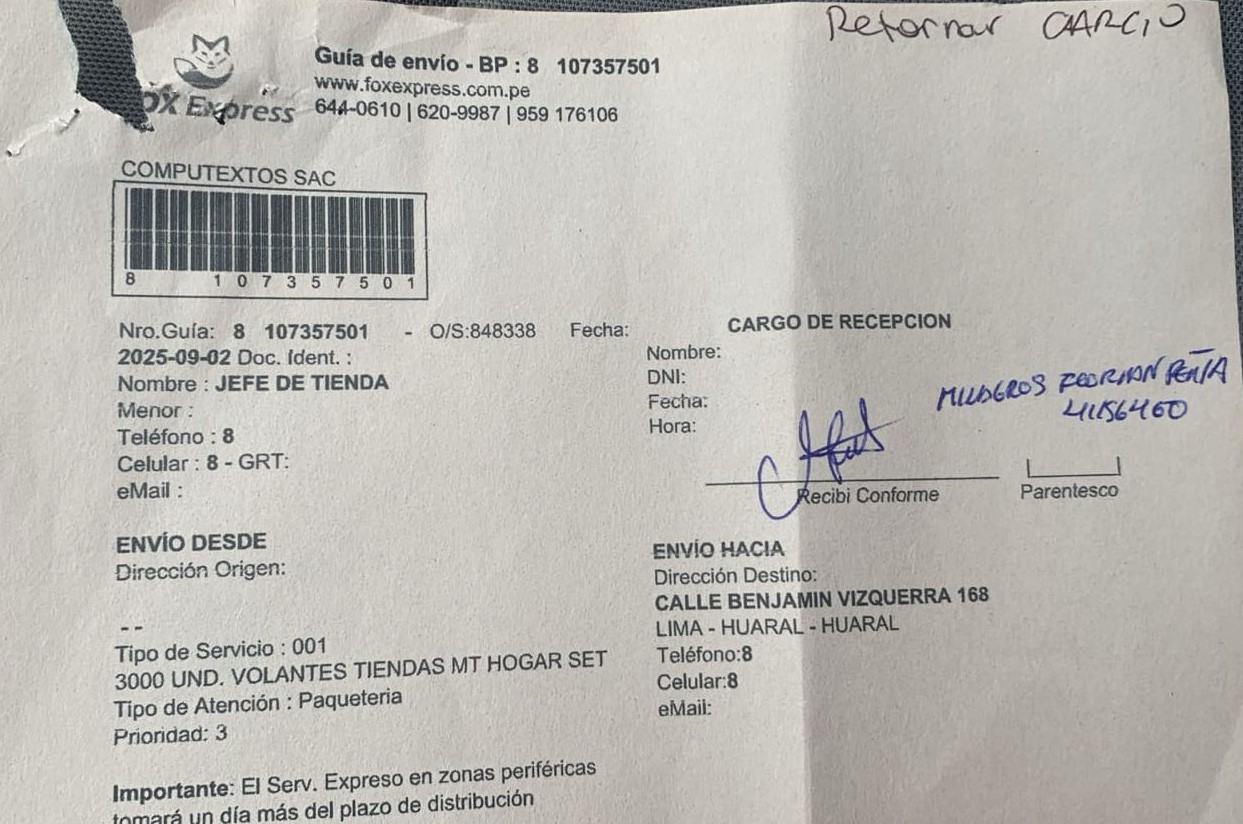 Retornar CARGO
Guía de envío - BP : 8 107357501
www.foxexpress.com.pe
644-0610 | 620-9987 | 959 176106
OX Express
COMPUTEXTOS SAC
8 107357501
Nro.Guía: 8 107357501 - O/S:848338 Fecha:
2025-09-02 Doc. Ident. :
Nombre : JEFE DE TIENDA
Menor :
Teléfono : 8
Celular : 8 - GRT:
eMail :
CARGO DE RECEPCION
Nombre:
DNI:
Fecha:
Hora:
MILAGROS PEÑA
41156460
Recibi Conforme
Parentesco
ENVÍO DESDE
Dirección Origen:
- -
Tipo de Servicio : 001
3000 UND. VOLANTES TIENDAS MT HOGAR SET
Tipo de Atención : Paqueteria
Prioridad: 3
ENVÍO HACIA
Dirección Destino:
CALLE BENJAMIN VIZQUERRA 168
LIMA - HUARAL - HUARAL
Teléfono:8
Celular:8
eMail:
Importante: El Serv. Expreso en zonas periféricas
tomará un día más del plazo de distribución